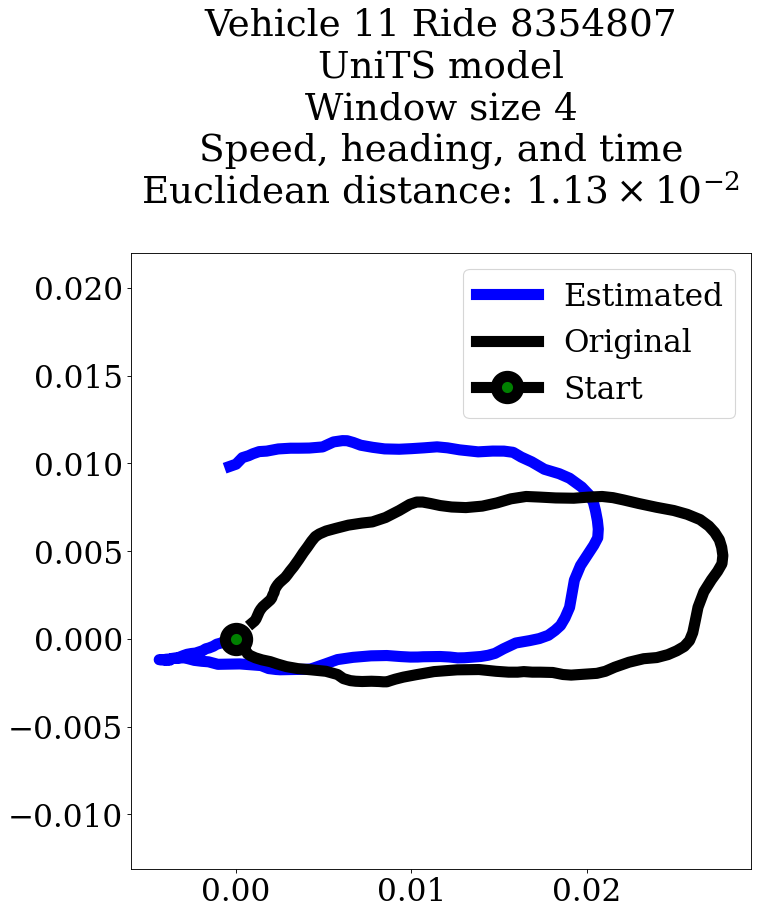 Vehicle 11 Ride 8354807
UniTS model
Window size 4
Speed, heading, and time
Euclidean distance: 1.13 × 10⁻²
Estimated
Original
Start
0.020
0.015
0.010
0.005
0.000
−0.005
−0.010
0.00 0.01 0.02